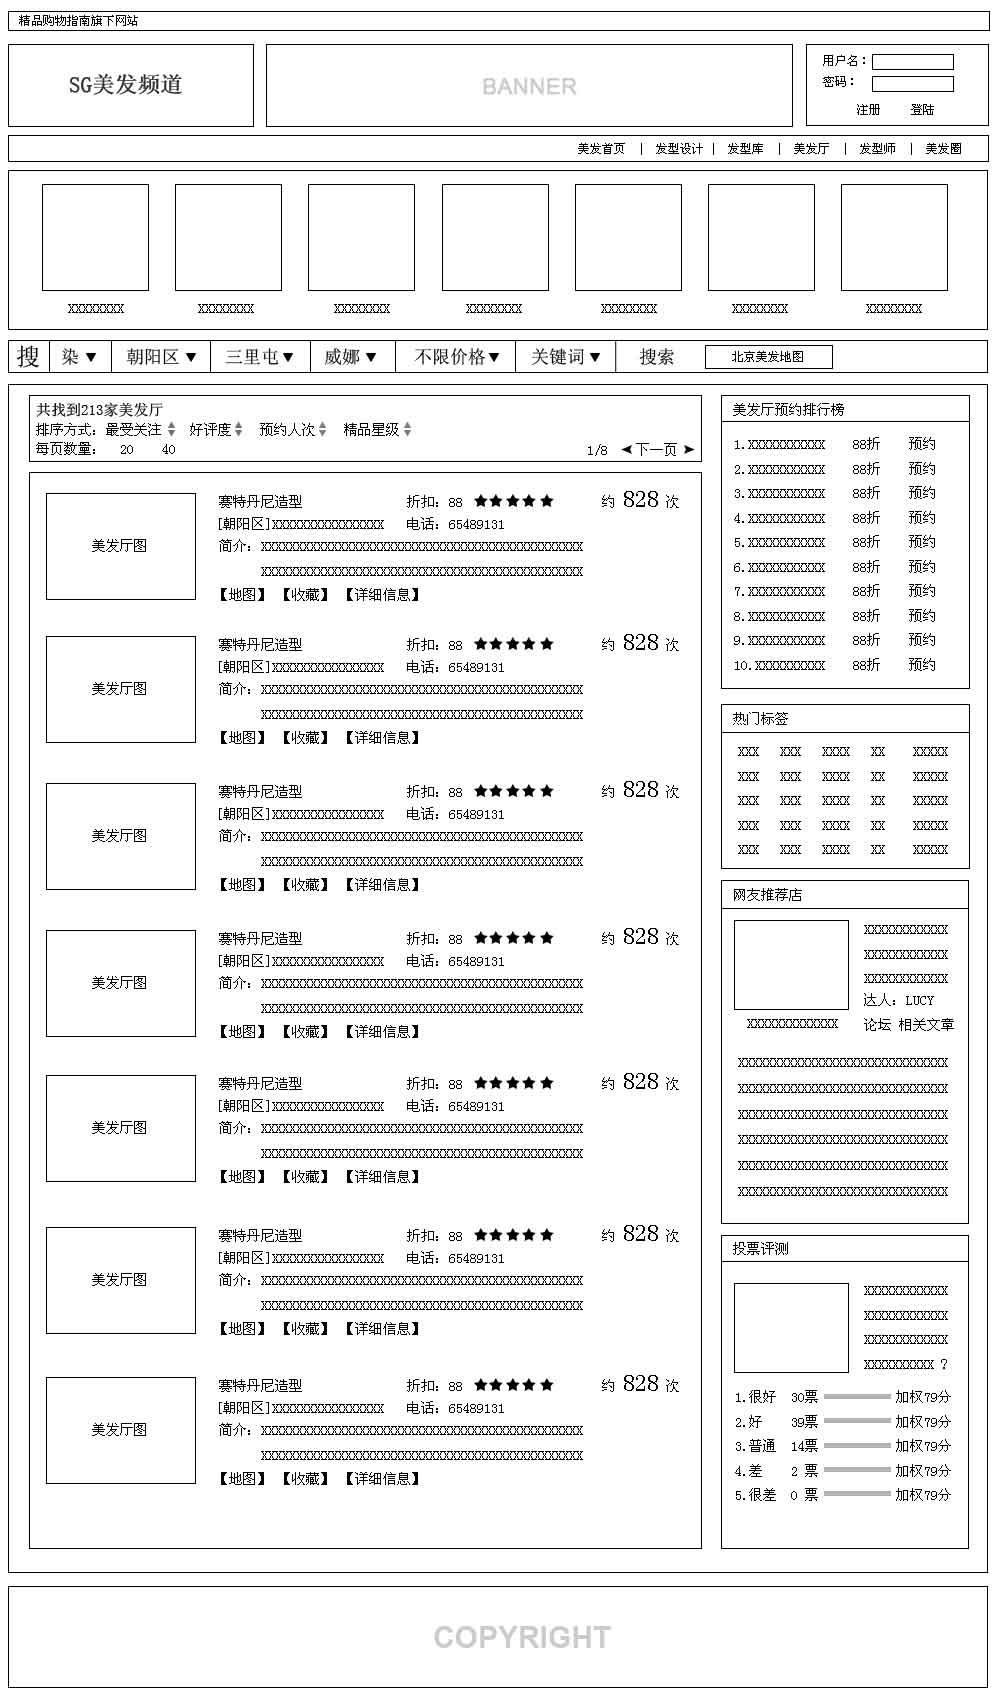 精品购物指南旗下网站
SG美发频道
BANNER
用户名：
密码：
注册 登陆
美发首页 | 发型设计 | 发型库 | 美发厅 | 发型师 | 美发圈
XXXXXXXX XXXXXXXX XXXXXXXX XXXXXXXX XXXXXXXX XXXXXXXX XXXXXXXX
搜 染▼ 朝阳区▼ 三里屯▼ 威娜▼ 不限价格▼ 关键词▼ 搜索 北京美发地图
共找到213家美发厅
排序方式：最受关注 好评度 预约人次 精品星级
每页数量： 20 40 1/8 ◀下一页 ▶
美发厅图
赛特丹尼造型 折扣：88 ★★★★★ 约 828 次
[朝阳区]XXXXXXXXXXXXXXXX 电话：65489131
简介：XXXXXXXXXXXXXXXXXXXXXXXXXXXXXXXXXXXXXXXXXXXXXX
XXXXXXXXXXXXXXXXXXXXXXXXXXXXXXXXXXXXXXXXXXXXXX
【地图】 【收藏】 【详细信息】
美发厅图
赛特丹尼造型 折扣：88 ★★★★★ 约 828 次
[朝阳区]XXXXXXXXXXXXXXXX 电话：65489131
简介：XXXXXXXXXXXXXXXXXXXXXXXXXXXXXXXXXXXXXXXXXXXXXX
XXXXXXXXXXXXXXXXXXXXXXXXXXXXXXXXXXXXXXXXXXXXXX
【地图】 【收藏】 【详细信息】
美发厅图
赛特丹尼造型 折扣：88 ★★★★★ 约 828 次
[朝阳区]XXXXXXXXXXXXXXXX 电话：65489131
简介：XXXXXXXXXXXXXXXXXXXXXXXXXXXXXXXXXXXXXXXXXXXXXX
XXXXXXXXXXXXXXXXXXXXXXXXXXXXXXXXXXXXXXXXXXXXXX
【地图】 【收藏】 【详细信息】
美发厅图
赛特丹尼造型 折扣：88 ★★★★★ 约 828 次
[朝阳区]XXXXXXXXXXXXXXXX 电话：65489131
简介：XXXXXXXXXXXXXXXXXXXXXXXXXXXXXXXXXXXXXXXXXXXXXX
XXXXXXXXXXXXXXXXXXXXXXXXXXXXXXXXXXXXXXXXXXXXXX
【地图】 【收藏】 【详细信息】
美发厅图
赛特丹尼造型 折扣：88 ★★★★★ 约 828 次
[朝阳区]XXXXXXXXXXXXXXXX 电话：65489131
简介：XXXXXXXXXXXXXXXXXXXXXXXXXXXXXXXXXXXXXXXXXXXXXX
XXXXXXXXXXXXXXXXXXXXXXXXXXXXXXXXXXXXXXXXXXXXXX
【地图】 【收藏】 【详细信息】
美发厅图
赛特丹尼造型 折扣：88 ★★★★★ 约 828 次
[朝阳区]XXXXXXXXXXXXXXXX 电话：65489131
简介：XXXXXXXXXXXXXXXXXXXXXXXXXXXXXXXXXXXXXXXXXXXXXX
XXXXXXXXXXXXXXXXXXXXXXXXXXXXXXXXXXXXXXXXXXXXXX
【地图】 【收藏】 【详细信息】
美发厅图
赛特丹尼造型 折扣：88 ★★★★★ 约 828 次
[朝阳区]XXXXXXXXXXXXXXXX 电话：65489131
简介：XXXXXXXXXXXXXXXXXXXXXXXXXXXXXXXXXXXXXXXXXXXXXX
XXXXXXXXXXXXXXXXXXXXXXXXXXXXXXXXXXXXXXXXXXXXXX
【地图】 【收藏】 【详细信息】
美发厅预约排行榜
1.XXXXXXXXXXX 88折 预约
2.XXXXXXXXXXX 88折 预约
3.XXXXXXXXXXX 88折 预约
4.XXXXXXXXXXX 88折 预约
5.XXXXXXXXXXX 88折 预约
6.XXXXXXXXXXX 88折 预约
7.XXXXXXXXXXX 88折 预约
8.XXXXXXXXXXX 88折 预约
9.XXXXXXXXXXX 88折 预约
10.XXXXXXXXXX 88折 预约
热门标签
XXX XXX XXXX XX XXXXX
XXX XXX XXXX XX XXXXX
XXX XXX XXXX XX XXXXX
XXX XXX XXXX XX XXXXX
XXX XXX XXXX XX XXXXX
网友推荐店
XXXXXXXXXXXX
XXXXXXXXXXXX
XXXXXXXXXXXX
达人：LUCY
XXXXXXXXXXXXX 论坛 相关文章
XXXXXXXXXXXXXXXXXXXXXXXXXXXXXX
XXXXXXXXXXXXXXXXXXXXXXXXXXXXXX
XXXXXXXXXXXXXXXXXXXXXXXXXXXXXX
XXXXXXXXXXXXXXXXXXXXXXXXXXXXXX
XXXXXXXXXXXXXXXXXXXXXXXXXXXXXX
XXXXXXXXXXXXXXXXXXXXXXXXXXXXXX
投票评测
XXXXXXXXXXXX
XXXXXXXXXXXX
XXXXXXXXXXXX
XXXXXXXXXX ?
1.很好 30票 加权79分
2.好 39票 加权79分
3.普通 14票 加权79分
4.差 2 票 加权79分
5.很差 0 票 加权79分
COPYRIGHT